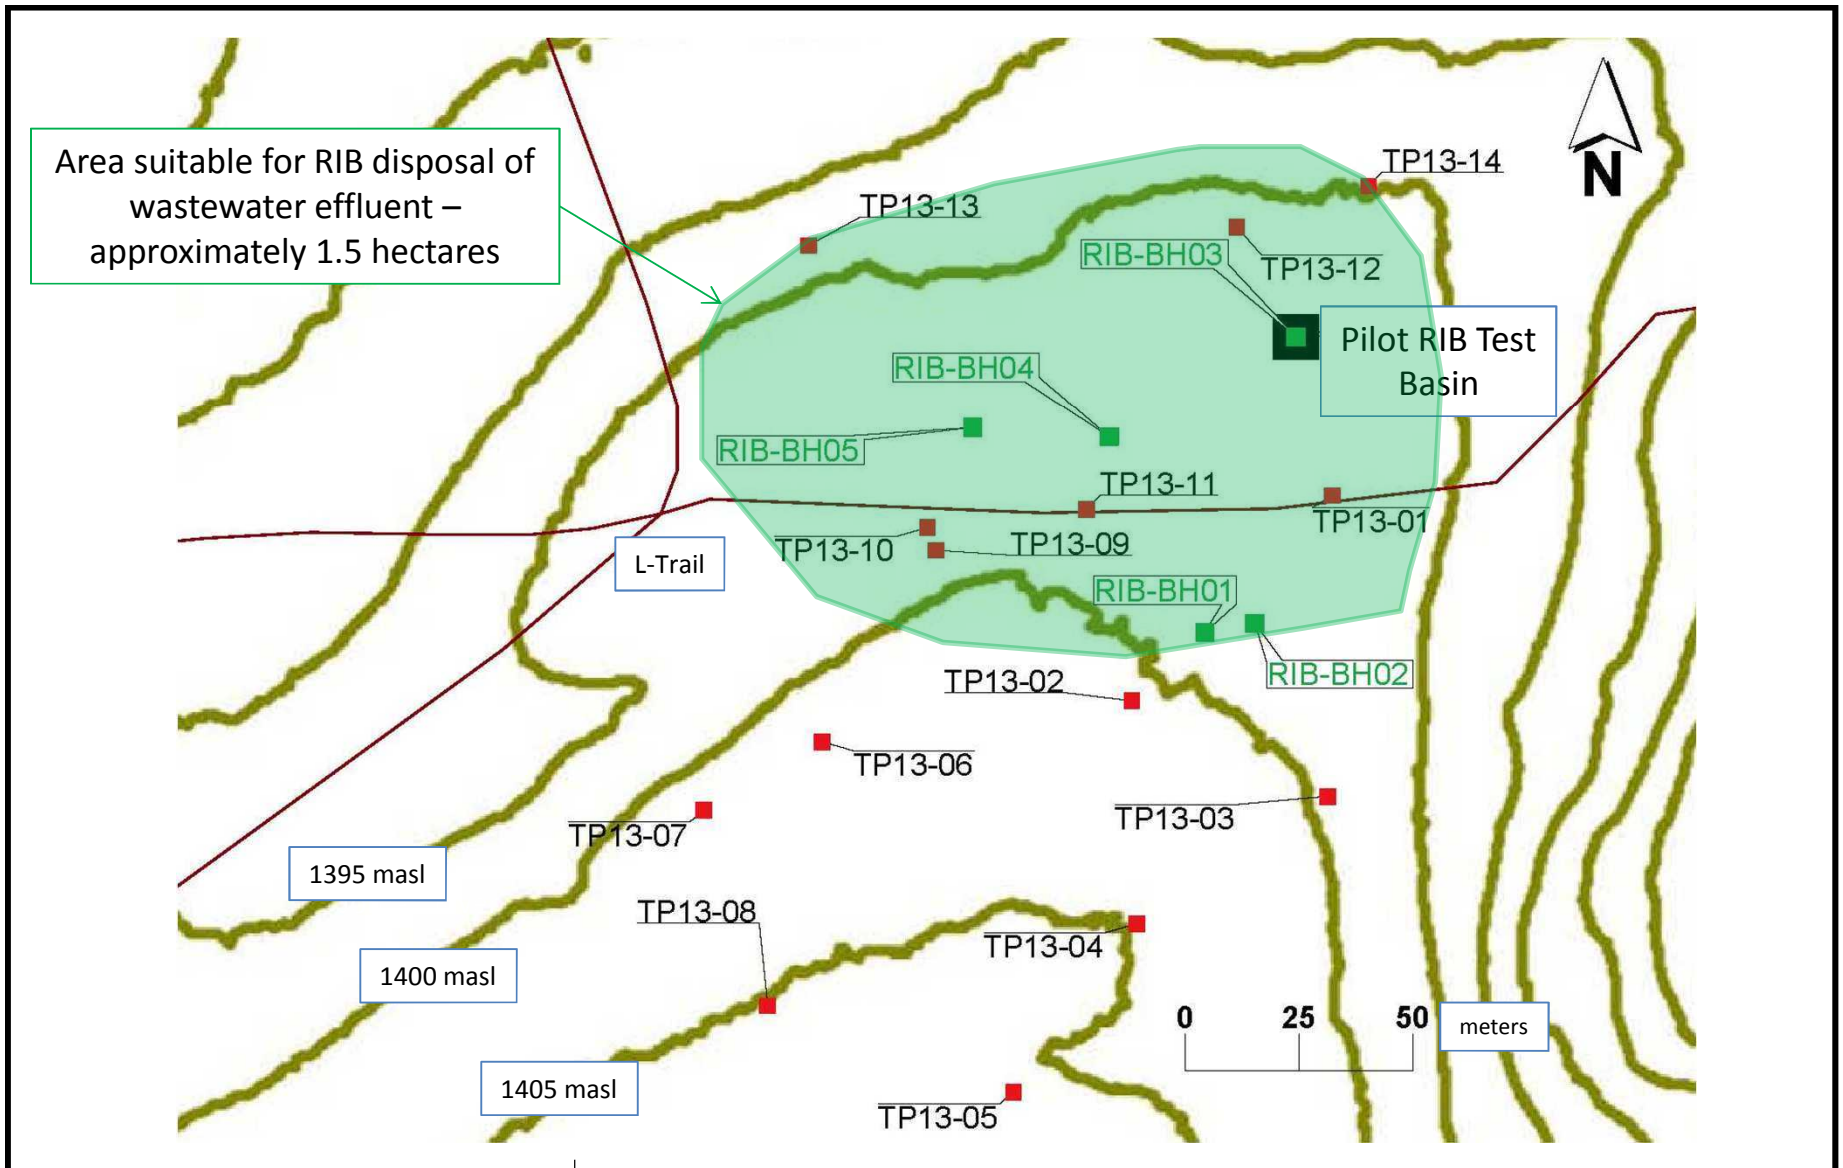 Area suitable for RIB disposal of
wastewater effluent –
approximately 1.5 hectares
TP13-14
N
TP13-13
RIB-BH03
TP13-12
Pilot RIB Test
Basin
RIB-BH04
RIB-BH05
TP13-11
TP13-01
TP13-10
TP13-09
L-Trail
RIB-BH01
RIB-BH02
TP13-02
TP13-06
TP13-03
TP13-07
1395 masl
TP13-08
TP13-04
1400 masl
0 25 50 meters
1405 masl
TP13-05